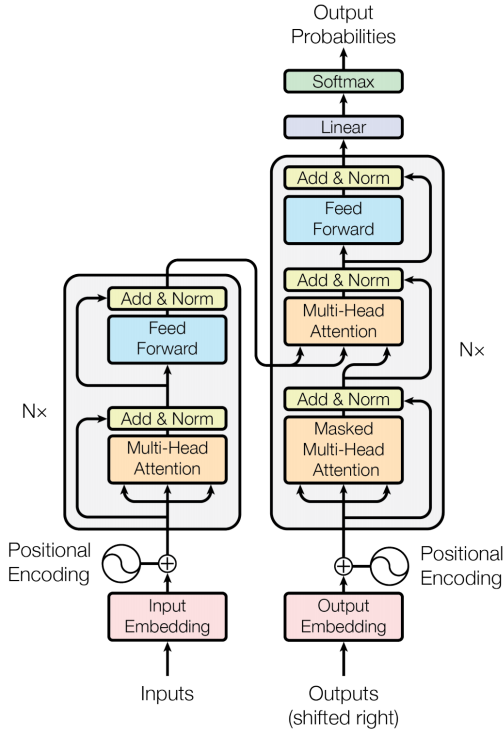 Output
Probabilities
Softmax
Linear
Add & Norm
Feed
Forward
Add & Norm
Multi-Head
Attention
Add & Norm
Masked
Multi-Head
Attention
N×
Add & Norm
Feed
Forward
Add & Norm
Multi-Head
Attention
N×
Positional
Encoding
Positional
Encoding
Input
Embedding
Output
Embedding
Inputs
Outputs
(shifted right)